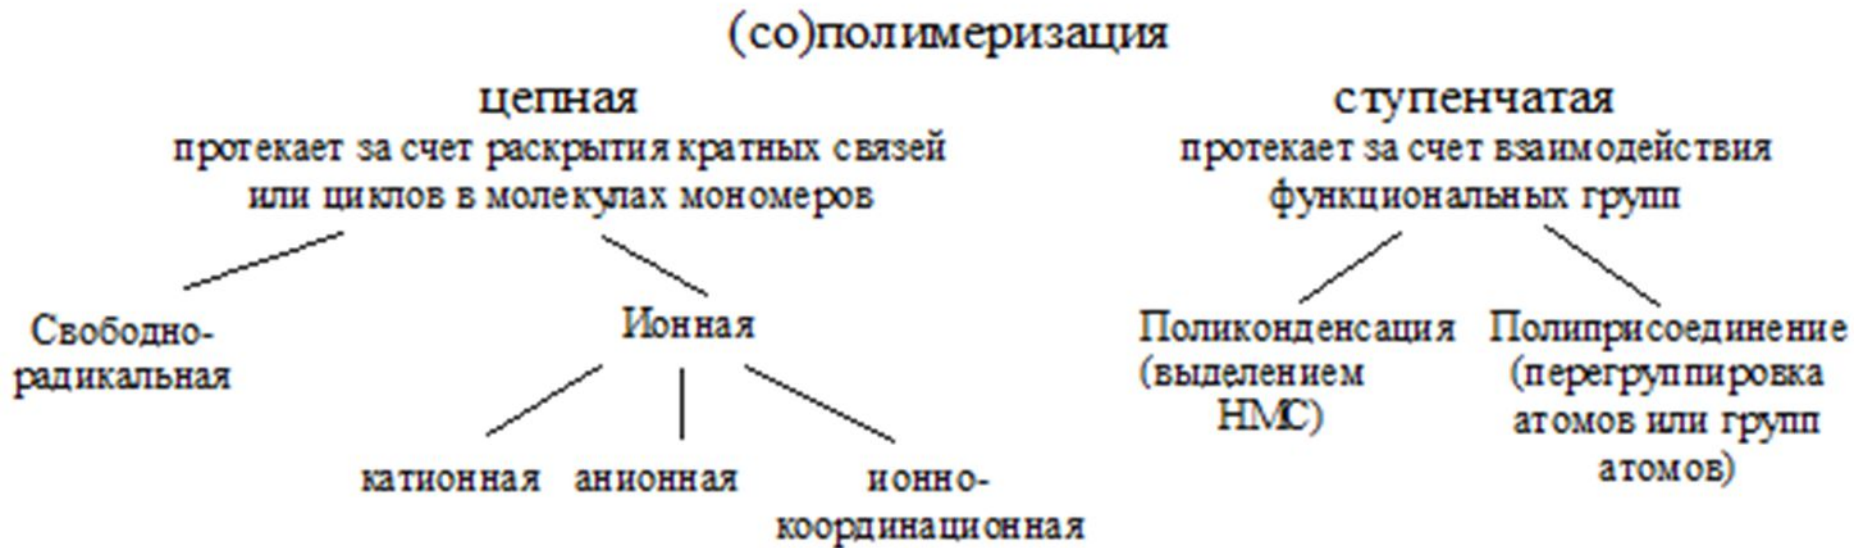 (со)полимеризация
цепная
протекает за счет раскрытия кратных связей
или циклов в молекулах мономеров
ступенчатая
протекает за счет взаимодействия
функциональных групп
Свободно-
радикальная
Ионная
Поликонденсация
(выделением
НМС)
Полиприсоединение
(перегруппировка
атомов или групп
атомов)
катионная
анионная
ионно-
координационная